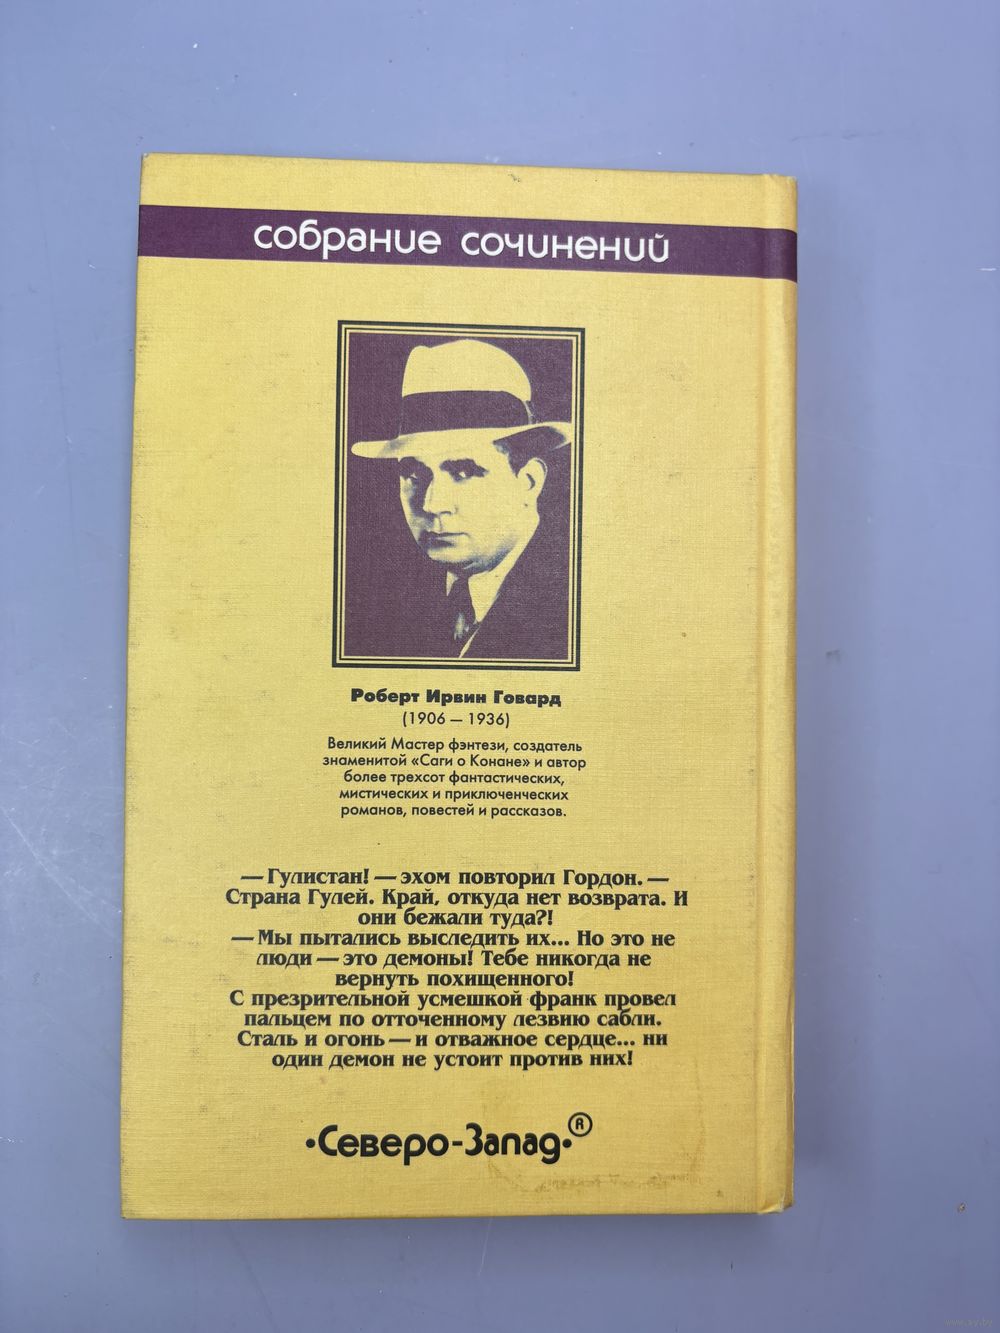 собрание сочинений
Роберт Ирвин Говард
(1906 — 1936)
Великий Мастер фэнтези, создатель
знаменитой «Саги о Конане» и автор
более трехсот фантастических,
мистических и приключенческих
романов, повестей и рассказов.
— Гулистан! — эхом повторил Гордон. —
Страна Гулей. Край, откуда нет возврата. И
они бежали туда?!
— Мы пытались выследить их... Но это не
люди — это демоны! Тебе никогда не
вернуть похищенного!
С презрительной усмешкой франк провел
пальцем по отточенному лезвию сабли.
Сталь и огонь — и отважное сердце... ни
один демон не устоит против них!
•Северо-Запад•®
www.ay.by